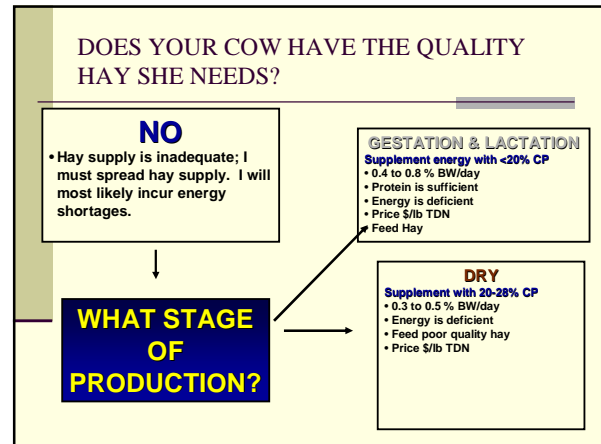 DOES YOUR COW HAVE THE QUALITY
HAY SHE NEEDS?
NO
• Hay supply is inadequate; I
must spread hay supply. I will
most likely incur energy
shortages.
GESTATION & LACTATION
Supplement energy with <20% CP
• 0.4 to 0.8 % BW/day
• Protein is sufficient
• Energy is deficient
• Price $/lb TDN
• Feed Hay
WHAT STAGE
OF
PRODUCTION?
DRY
Supplement with 20-28% CP
• 0.3 to 0.5 % BW/day
• Energy is deficient
• Feed poor quality hay
• Price $/lb TDN